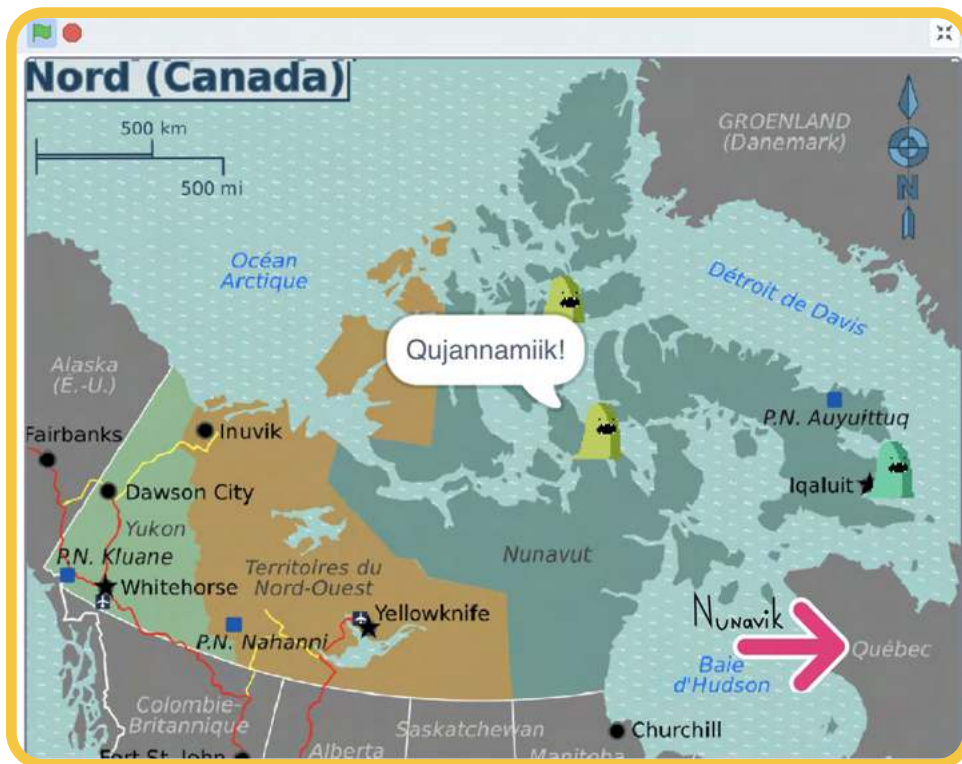 Nord (Canada)
500 km
500 mi
GROENLAND
(Danemark)
N
Océan
Arctique
Détroit de Davis
Qujannamiik!
Alaska
(E.-U.)
P.N. Auyuittuq
Fairbanks
Inuvik
Iqaluit
Dawson City
Yukon
Nunavut
P.N. Kluane
Territoires du
Nord-Ouest
Whitehorse
Yellowknife
Nunavik
P.N. Nahanni
Québec
Baie
d'Hudson
Colombie-
Britannique
Saskatchewan
Churchill
Fort St. John
Alberta
Manitoba